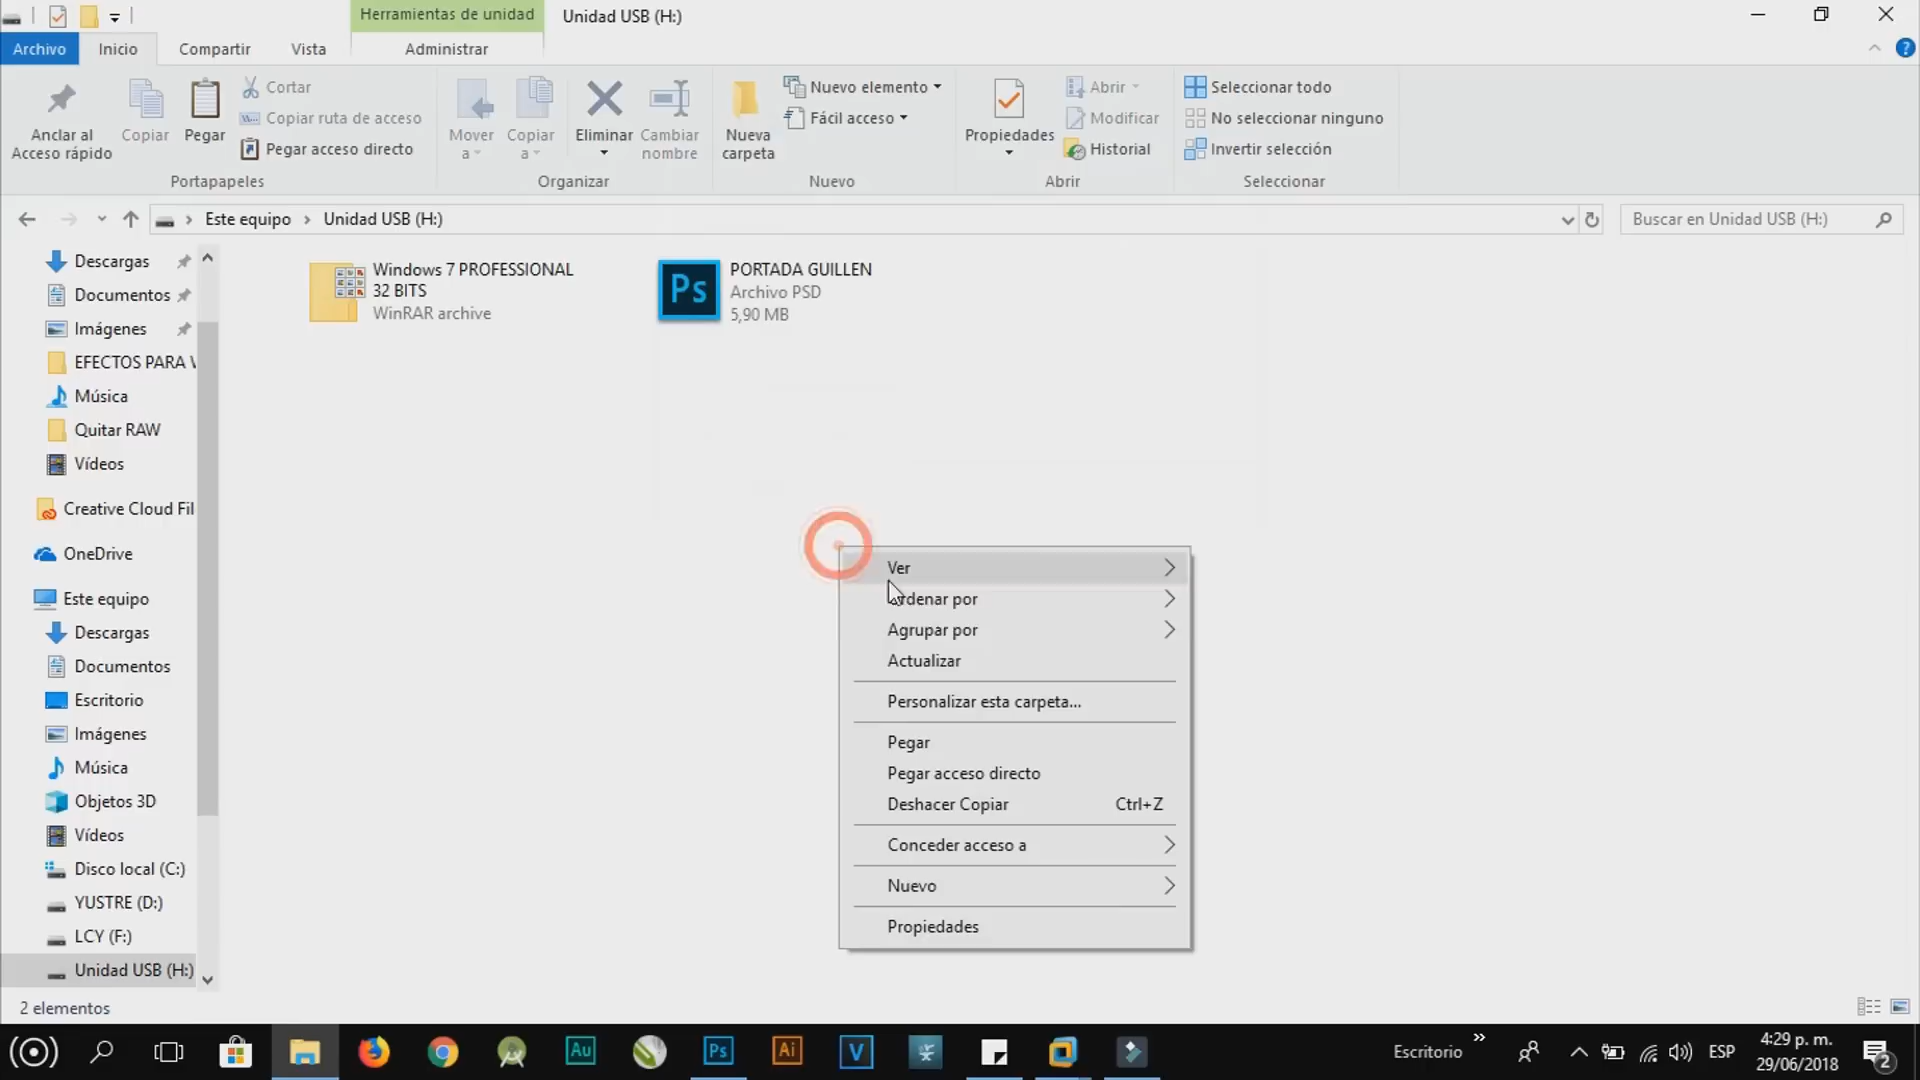 Herramientas de unidad
Unidad USB (H:)
Archivo
Inicio
Compartir
Vista
Administrar
Anclar al
Acceso rápido
Copiar
Pegar
Cortar
Copiar ruta de acceso
Pegar acceso directo
Portapapeles
Mover
a
Copiar
a
Eliminar
Cambiar
nombre
Organizar
Nueva
carpeta
Nuevo elemento
Fácil acceso
Nuevo
Propiedades
Abrir
Modificar
Historial
Abrir
Seleccionar todo
No seleccionar ninguno
Invertir selección
Seleccionar
Este equipo
Unidad USB (H:)
Buscar en Unidad USB (H:)
Descargas
Documentos
Imágenes
EFECTOS PARA
Música
Quitar RAW
Vídeos
Creative Cloud Fil
OneDrive
Este equipo
Descargas
Documentos
Escritorio
Imágenes
Música
Objetos 3D
Vídeos
Disco local (C:)
YUSTRE (D:)
LCY (F:)
Unidad USB (H:)
Windows 7 PROFESSIONAL
32 BITS
WinRAR archive
Ps
PORTADA GUILLEN
Archivo PSD
5,90 MB
Ver
Ordenar por
Agrupar por
Actualizar
Personalizar esta carpeta...
Pegar
Pegar acceso directo
Deshacer Copiar Ctrl+Z
Conceder acceso a
Nuevo
Propiedades
2 elementos
Au
Ps
Ai
V
Escritorio
ESP
4:29 p. m.
29/06/2018
2